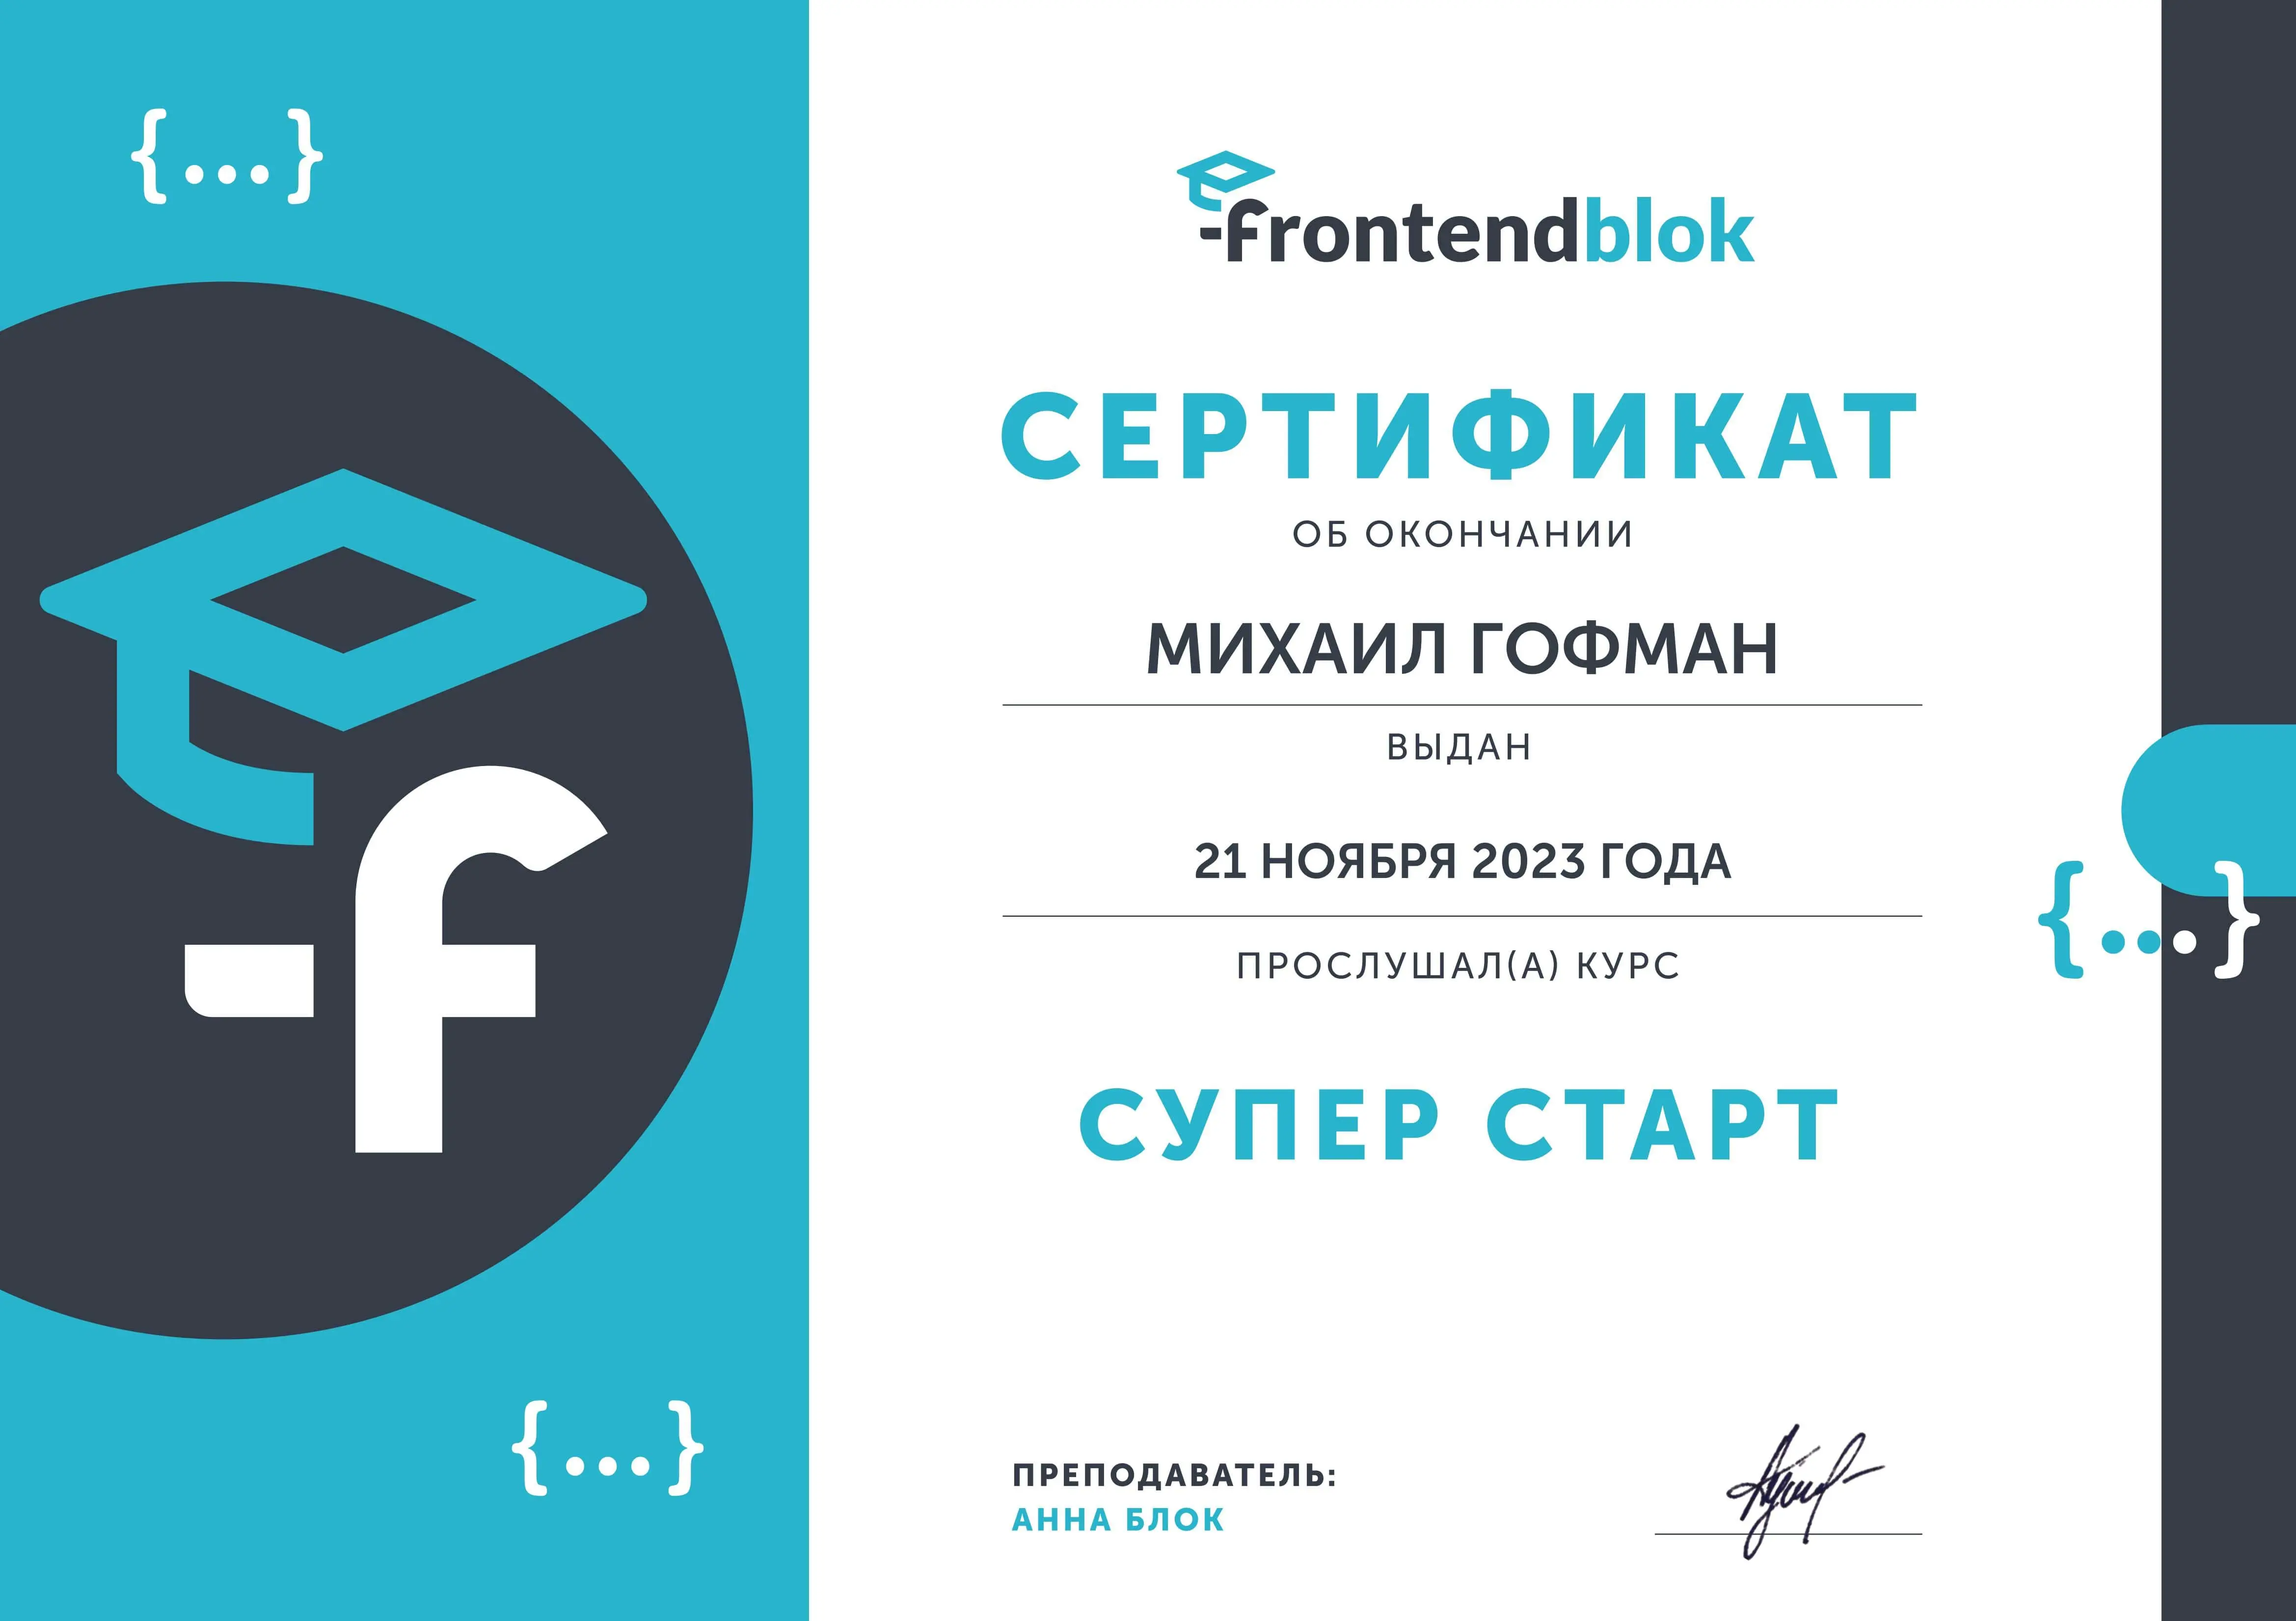 {...}
frontendblok
СЕРТИФИКАТ
ОБ ОКОНЧАНИИ
МИХАИЛ ГОФМАН
ВЫДАН
21 НОЯБРЯ 2023 ГОДА
{...}
ПРОСЛУШАЛ(А) КУРС
-f
СУПЕР СТАРТ
{...}
ПРЕПОДАВАТЕЛЬ:
АННА БЛОК